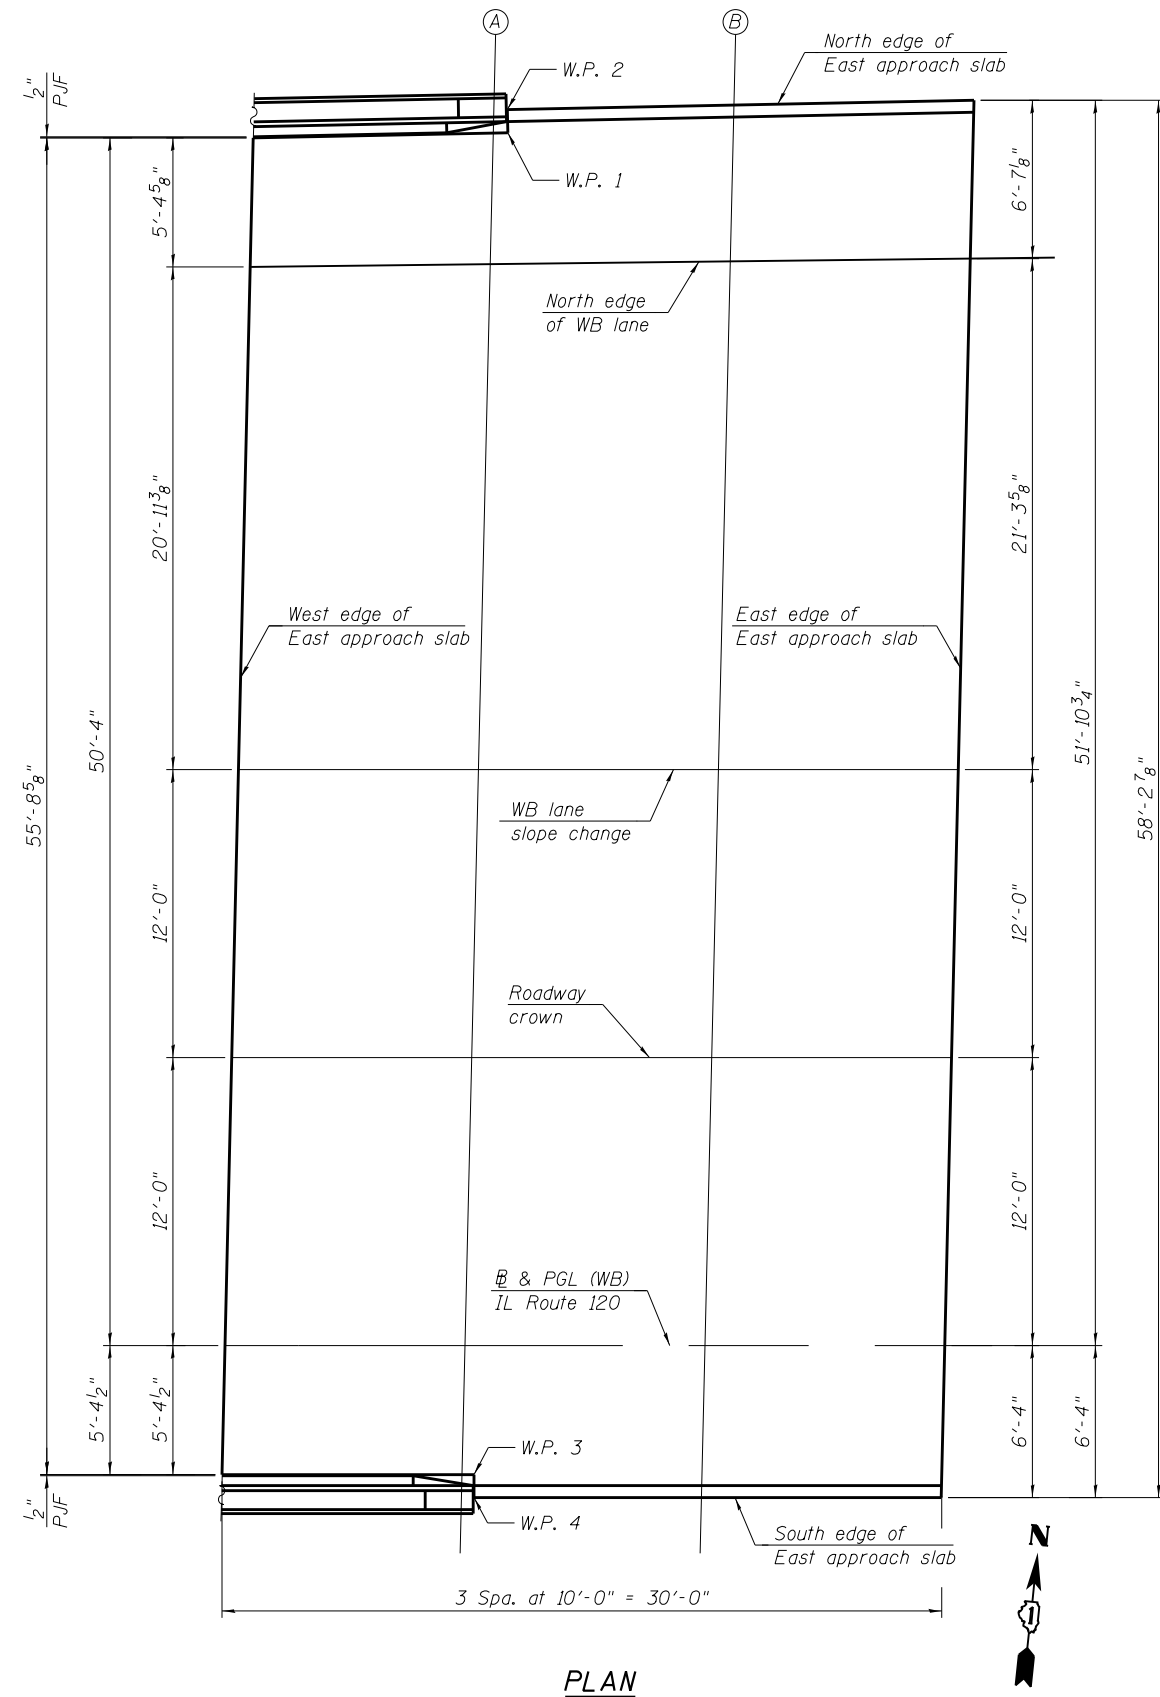 A
B
North edge of
East approach slab
W.P. 2
1/2"
PJF
W.P. 1
5'-4 5/8"
6'-7 1/8"
North edge
of WB lane
20'-11 3/8"
21'-3 5/8"
West edge of
East approach slab
East edge of
East approach slab
50'-4"
51'-10 3/4"
55'-8 5/8"
58'-2 7/8"
WB lane
slope change
12'-0"
12'-0"
Roadway
crown
12'-0"
12'-0"
℄ & PGL (WB)
IL Route 120
5'-4 1/2"
5'-4 1/2"
6'-4"
6'-4"
W.P. 3
1/2"
PJF
W.P. 4
South edge of
East approach slab
N
1
3 Spa. at 10'-0" = 30'-0"
PLAN